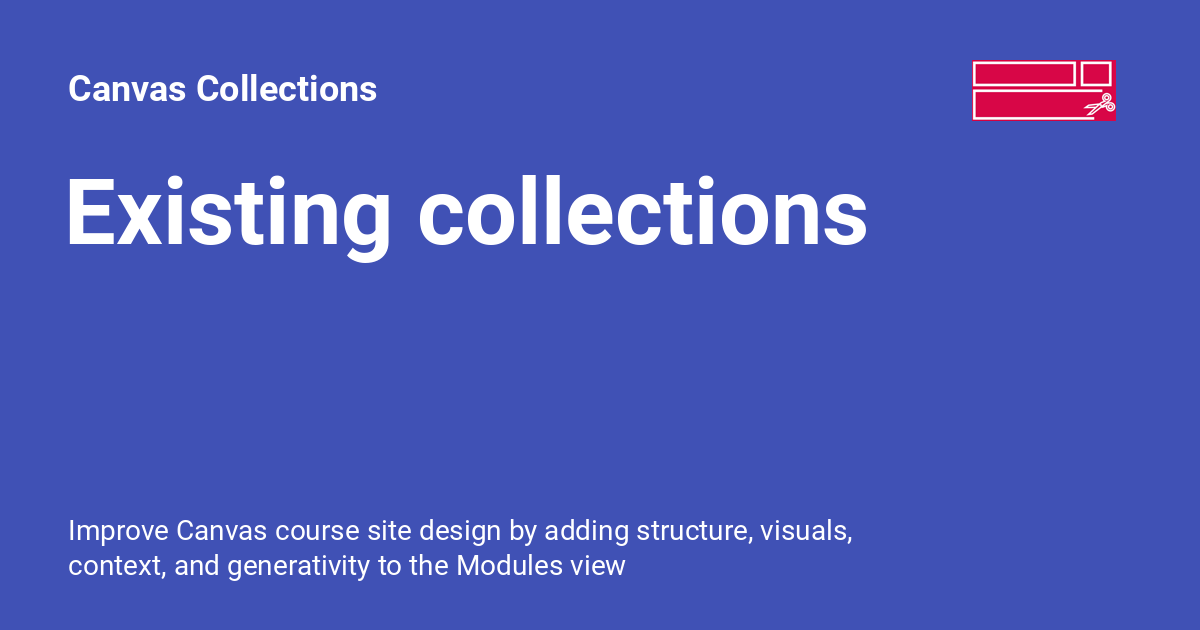 Canvas Collections
Existing collections
Improve Canvas course site design by adding structure, visuals,
context, and generativity to the Modules view